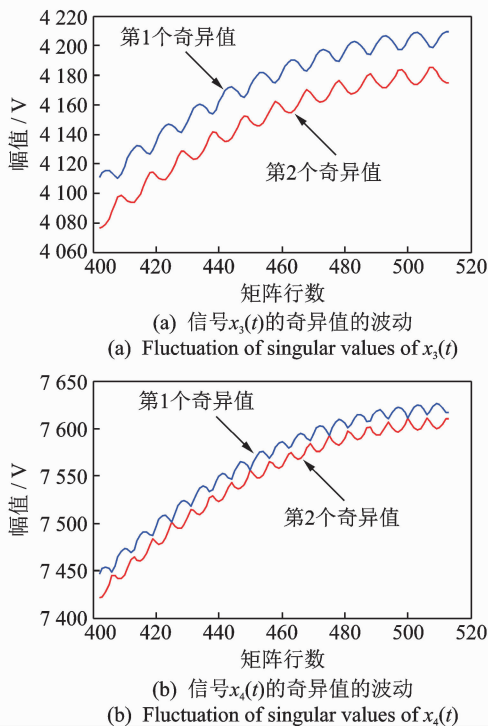 4 220
4 200
4 180
4 160
4 140
4 120
4 100
4 080
4 060
幅值 / V
第1个奇异值
第2个奇异值
400 420 440 460 480 500 520
矩阵行数
(a) 信号x₃(t)的奇异值的波动
(a) Fluctuation of singular values of x₃(t)
7 650
7 600
7 550
7 500
7 450
7 400
幅值 / V
第1个奇异值
第2个奇异值
400 420 440 460 480 500 520
矩阵行数
(b) 信号x₄(t)的奇异值的波动
(b) Fluctuation of singular values of x₄(t)